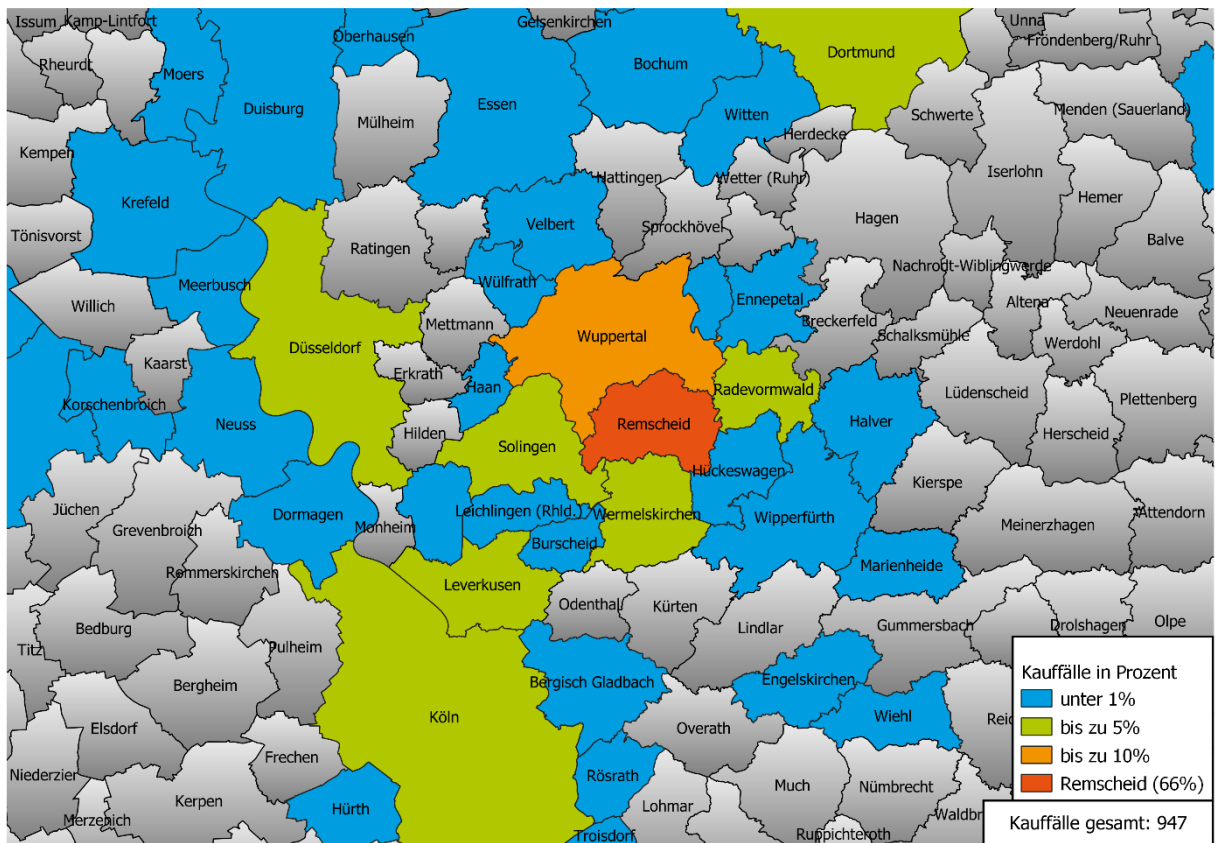 Issum
Kamp-Lintfort
Oberhausen
Gelsenkirchen
Unna
Fröndenberg/Ruhr
Dortmund
Rheurdt
Moers
Bochum
Duisburg
Essen
Witten
Schwerte
Menden (Sauerland)
Mülheim
Herdecke
Kempen
Iserlohn
Hattingen
Wetter (Ruhr)
Hemer
Krefeld
Velbert
Sprockhövel
Hagen
Tönisvorst
Ratingen
Balve
Nachrodt-Wiblingwerde
Meerbusch
Wülfrath
Ennepetal
Altena
Willich
Neuenrade
Mettmann
Breckerfeld
Schalksmühle
Wuppertal
Werdohl
Düsseldorf
Kaarst
Erkrath
Haan
Radevormwald
Lüdenscheid
Plettenberg
Korschenbroich
Neuss
Remscheid
Halver
Hilden
Herscheid
Solingen
Hückeswagen
Kierspe
Jüchen
Dormagen
Leichlingen (Rhld.)
Wermelskirchen
Attendorn
Grevenbroich
Monheim
Wipperfürth
Meinerzhagen
Burscheid
Marienheide
Rommerskirchen
Leverkusen
Odenthal
Kürten
Bedburg
Lindlar
Gummersbach
Drolshagen
Olpe
Titz
Pulheim
Bergheim
Bergisch Gladbach
Engelskirchen
Köln
Wiehl
Reic
Elsdorf
Overath
Frechen
Niederzier
Rösrath
Kerpen
Much
Nümbrecht
Hürth
Lohmar
Merzenich
Waldbr
Troisdorf
Ruppichteroth
Kauffälle in Prozent
unter 1%
bis zu 5%
bis zu 10%
Remscheid (66%)
Kauffälle gesamt: 947